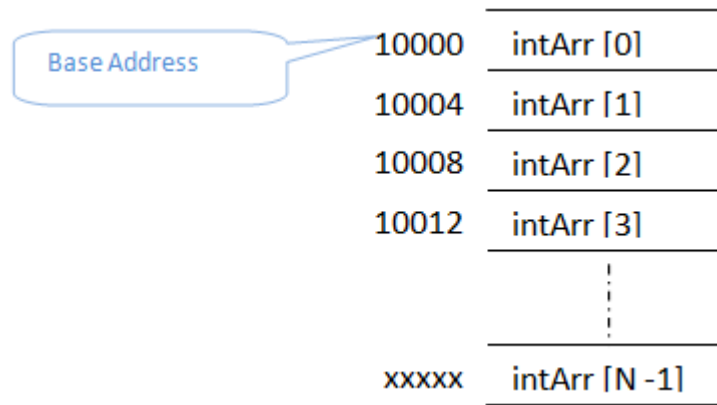 Base Address
10000 intArr [0]
10004 intArr [1]
10008 intArr [2]
10012 intArr [3]
xxxxx intArr [N -1]